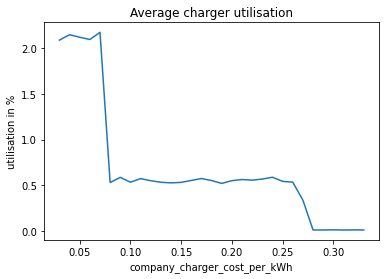 Average charger utilisation
utilisation in %
2.0
1.5
1.0
0.5
0.0
0.05 0.10 0.15 0.20 0.25 0.30
company_charger_cost_per_kWh